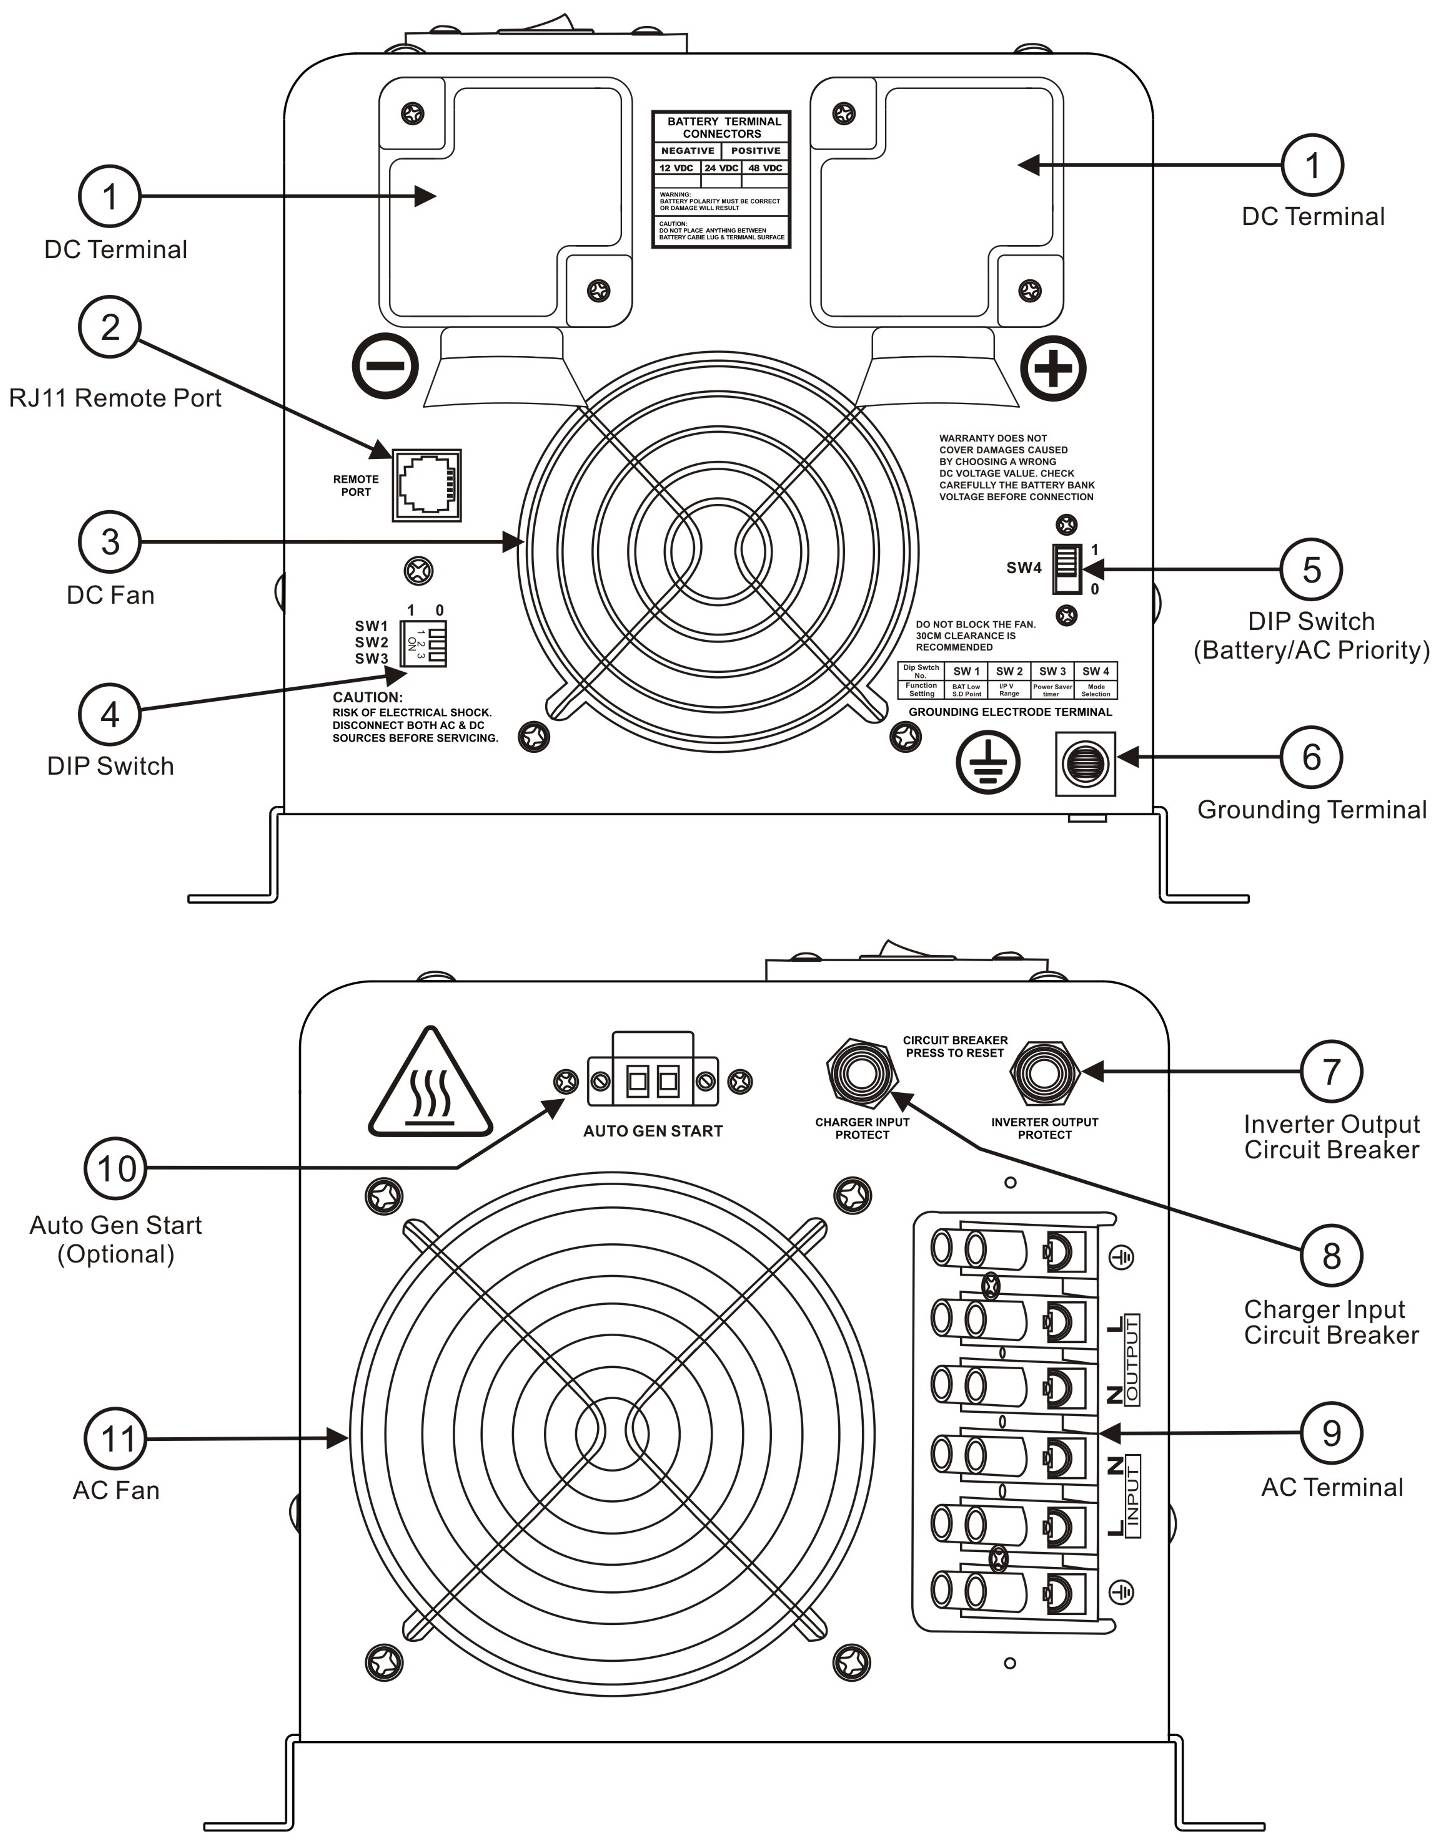 BATTERY TERMINAL
CONNECTORS
NEGATIVE POSITIVE
12 VDC 24 VDC 48 VDC
WARNING:
BATTERY POLARITY MUST BE CORRECT
OR DAMAGE WILL RESULT
CAUTION:
DO NOT PLACE ANYTHING BETWEEN
BATTERY CABIE LUG & TERMIANL SURFACE
1
DC Terminal
1
DC Terminal
2
RJ11 Remote Port
REMOTE
PORT
WARRANTY DOES NOT
COVER DAMAGES CAUSED
BY CHOOSING A WRONG
DC VOLTAGE VALUE. CHECK
CAREFULLY THE BATTERY BANK
VOLTAGE BEFORE CONNECTION
3
DC Fan
SW4
1
0
5
DIP Switch
(Battery/AC Priority)
1 0
SW1
SW2
SW3
1 2 3
ON
DO NOT BLOCK THE FAN.
30CM CLEARANCE IS
RECOMMENDED
Dip Swtch No. SW 1 SW 2 SW 3 SW 4
Function Setting BAT Low S.D Point I/P V Range Power Saver timer Mode Selection
GROUNDING ELECTRODE TERMINAL
4
DIP Switch
CAUTION:
RISK OF ELECTRICAL SHOCK.
DISCONNECT BOTH AC & DC
SOURCES BEFORE SERVICING.
6
Grounding Terminal
CIRCUIT BREAKER
PRESS TO RESET
7
Inverter Output
Circuit Breaker
AUTO GEN START
CHARGER INPUT
PROTECT
INVERTER OUTPUT
PROTECT
10
Auto Gen Start
(Optional)
8
Charger Input
Circuit Breaker
L
N
OUTPUT
N
L
INPUT
9
AC Terminal
11
AC Fan